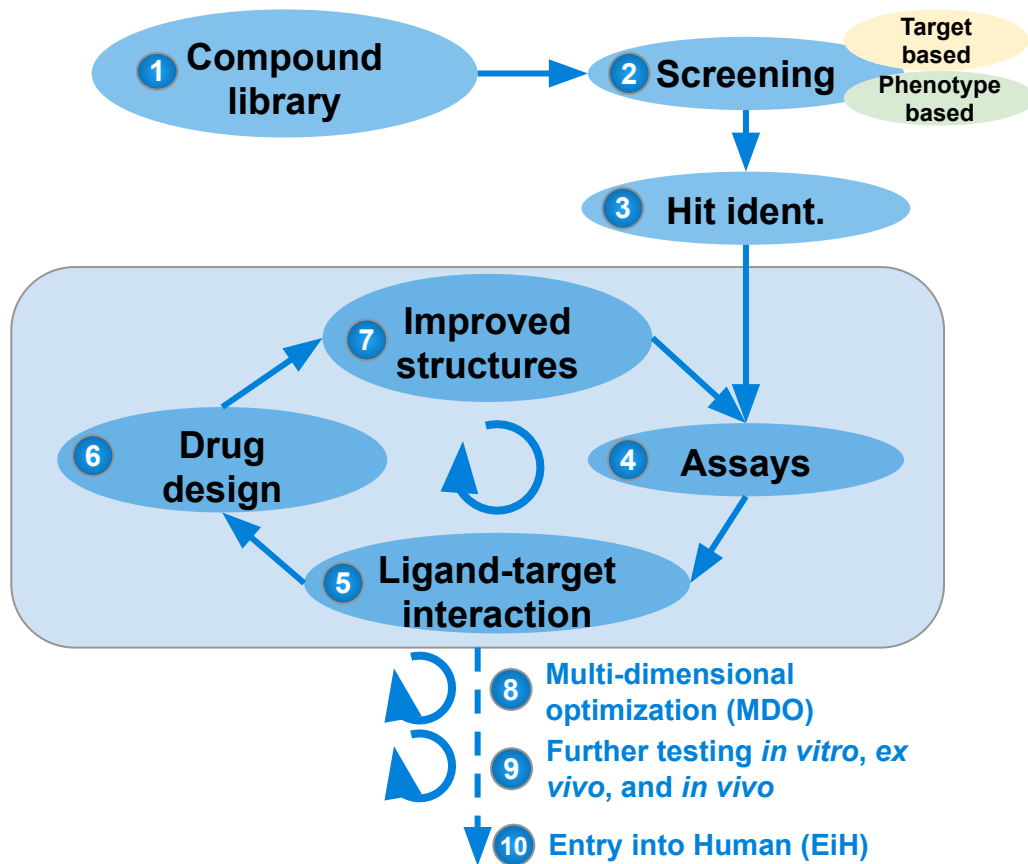 1 Compound
library
2 Screening
Target
based
Phenotype
based
3 Hit ident.
7 Improved
structures
6 Drug
design
4 Assays
5 Ligand-target
interaction
8 Multi-dimensional
optimization (MDO)
9 Further testing in vitro, ex
vivo, and in vivo
10 Entry into Human (EiH)